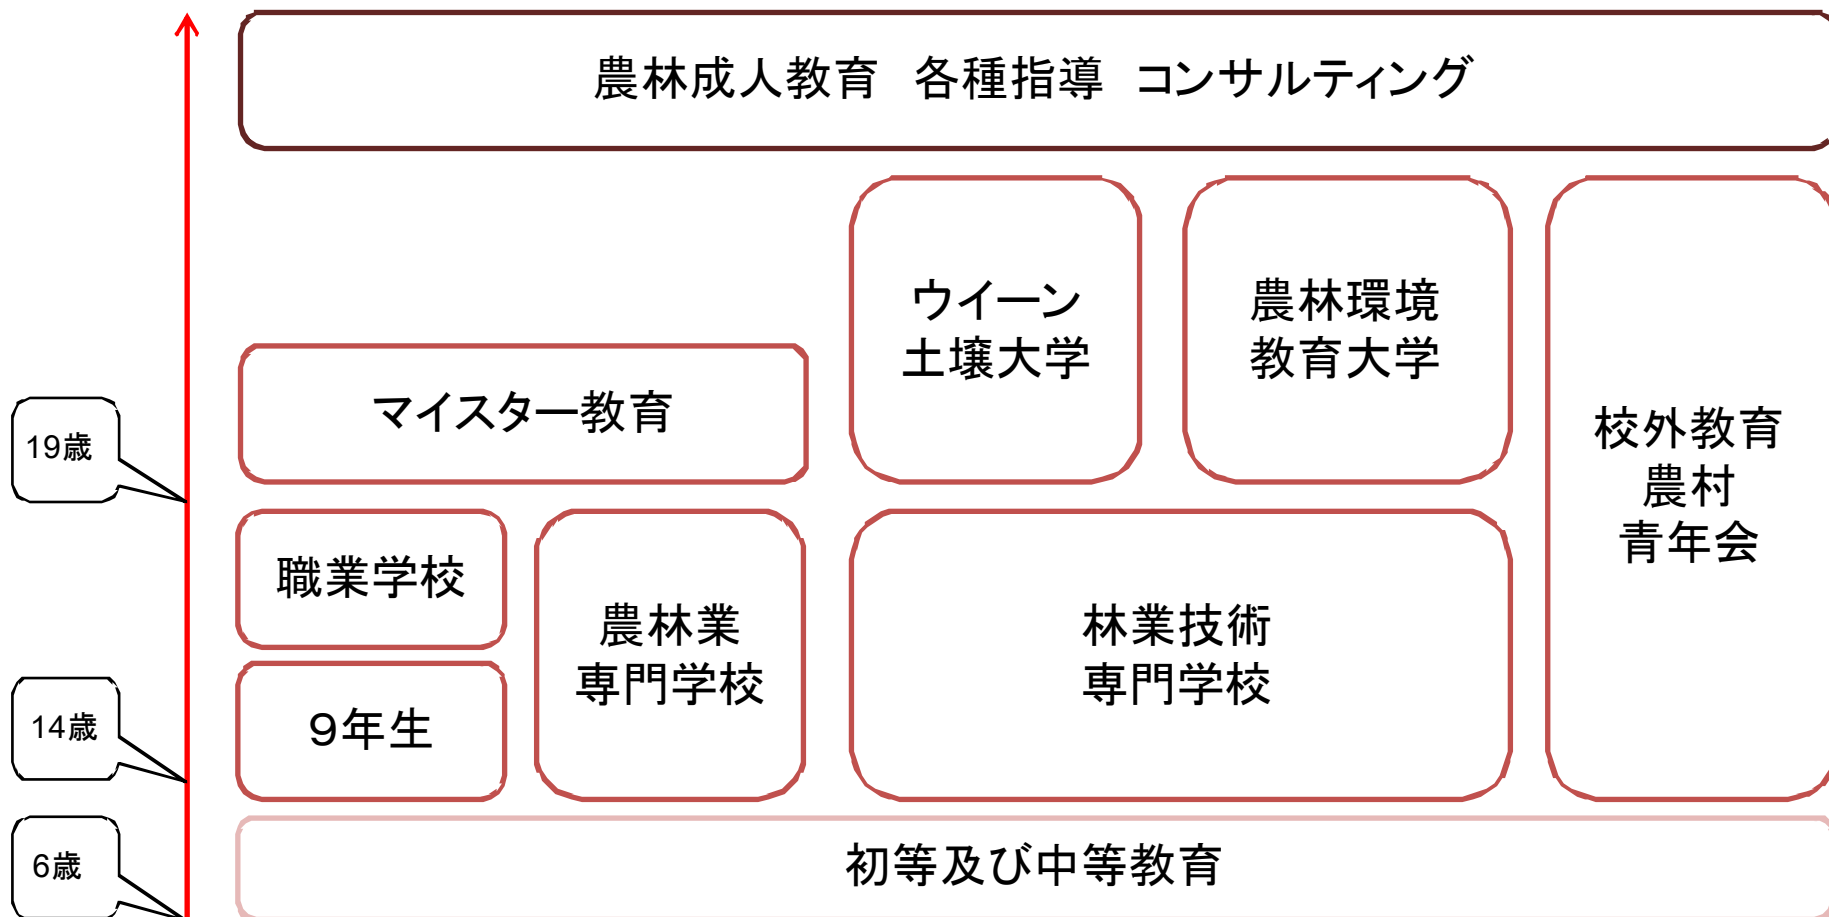 農林成人教育　各種指導　コンサルティング
ウイーン
土壌大学
農林環境
教育大学
マイスター教育
19歳
校外教育
農村
青年会
職業学校
農林業
専門学校
林業技術
専門学校
14歳
９年生
6歳
初等及び中等教育